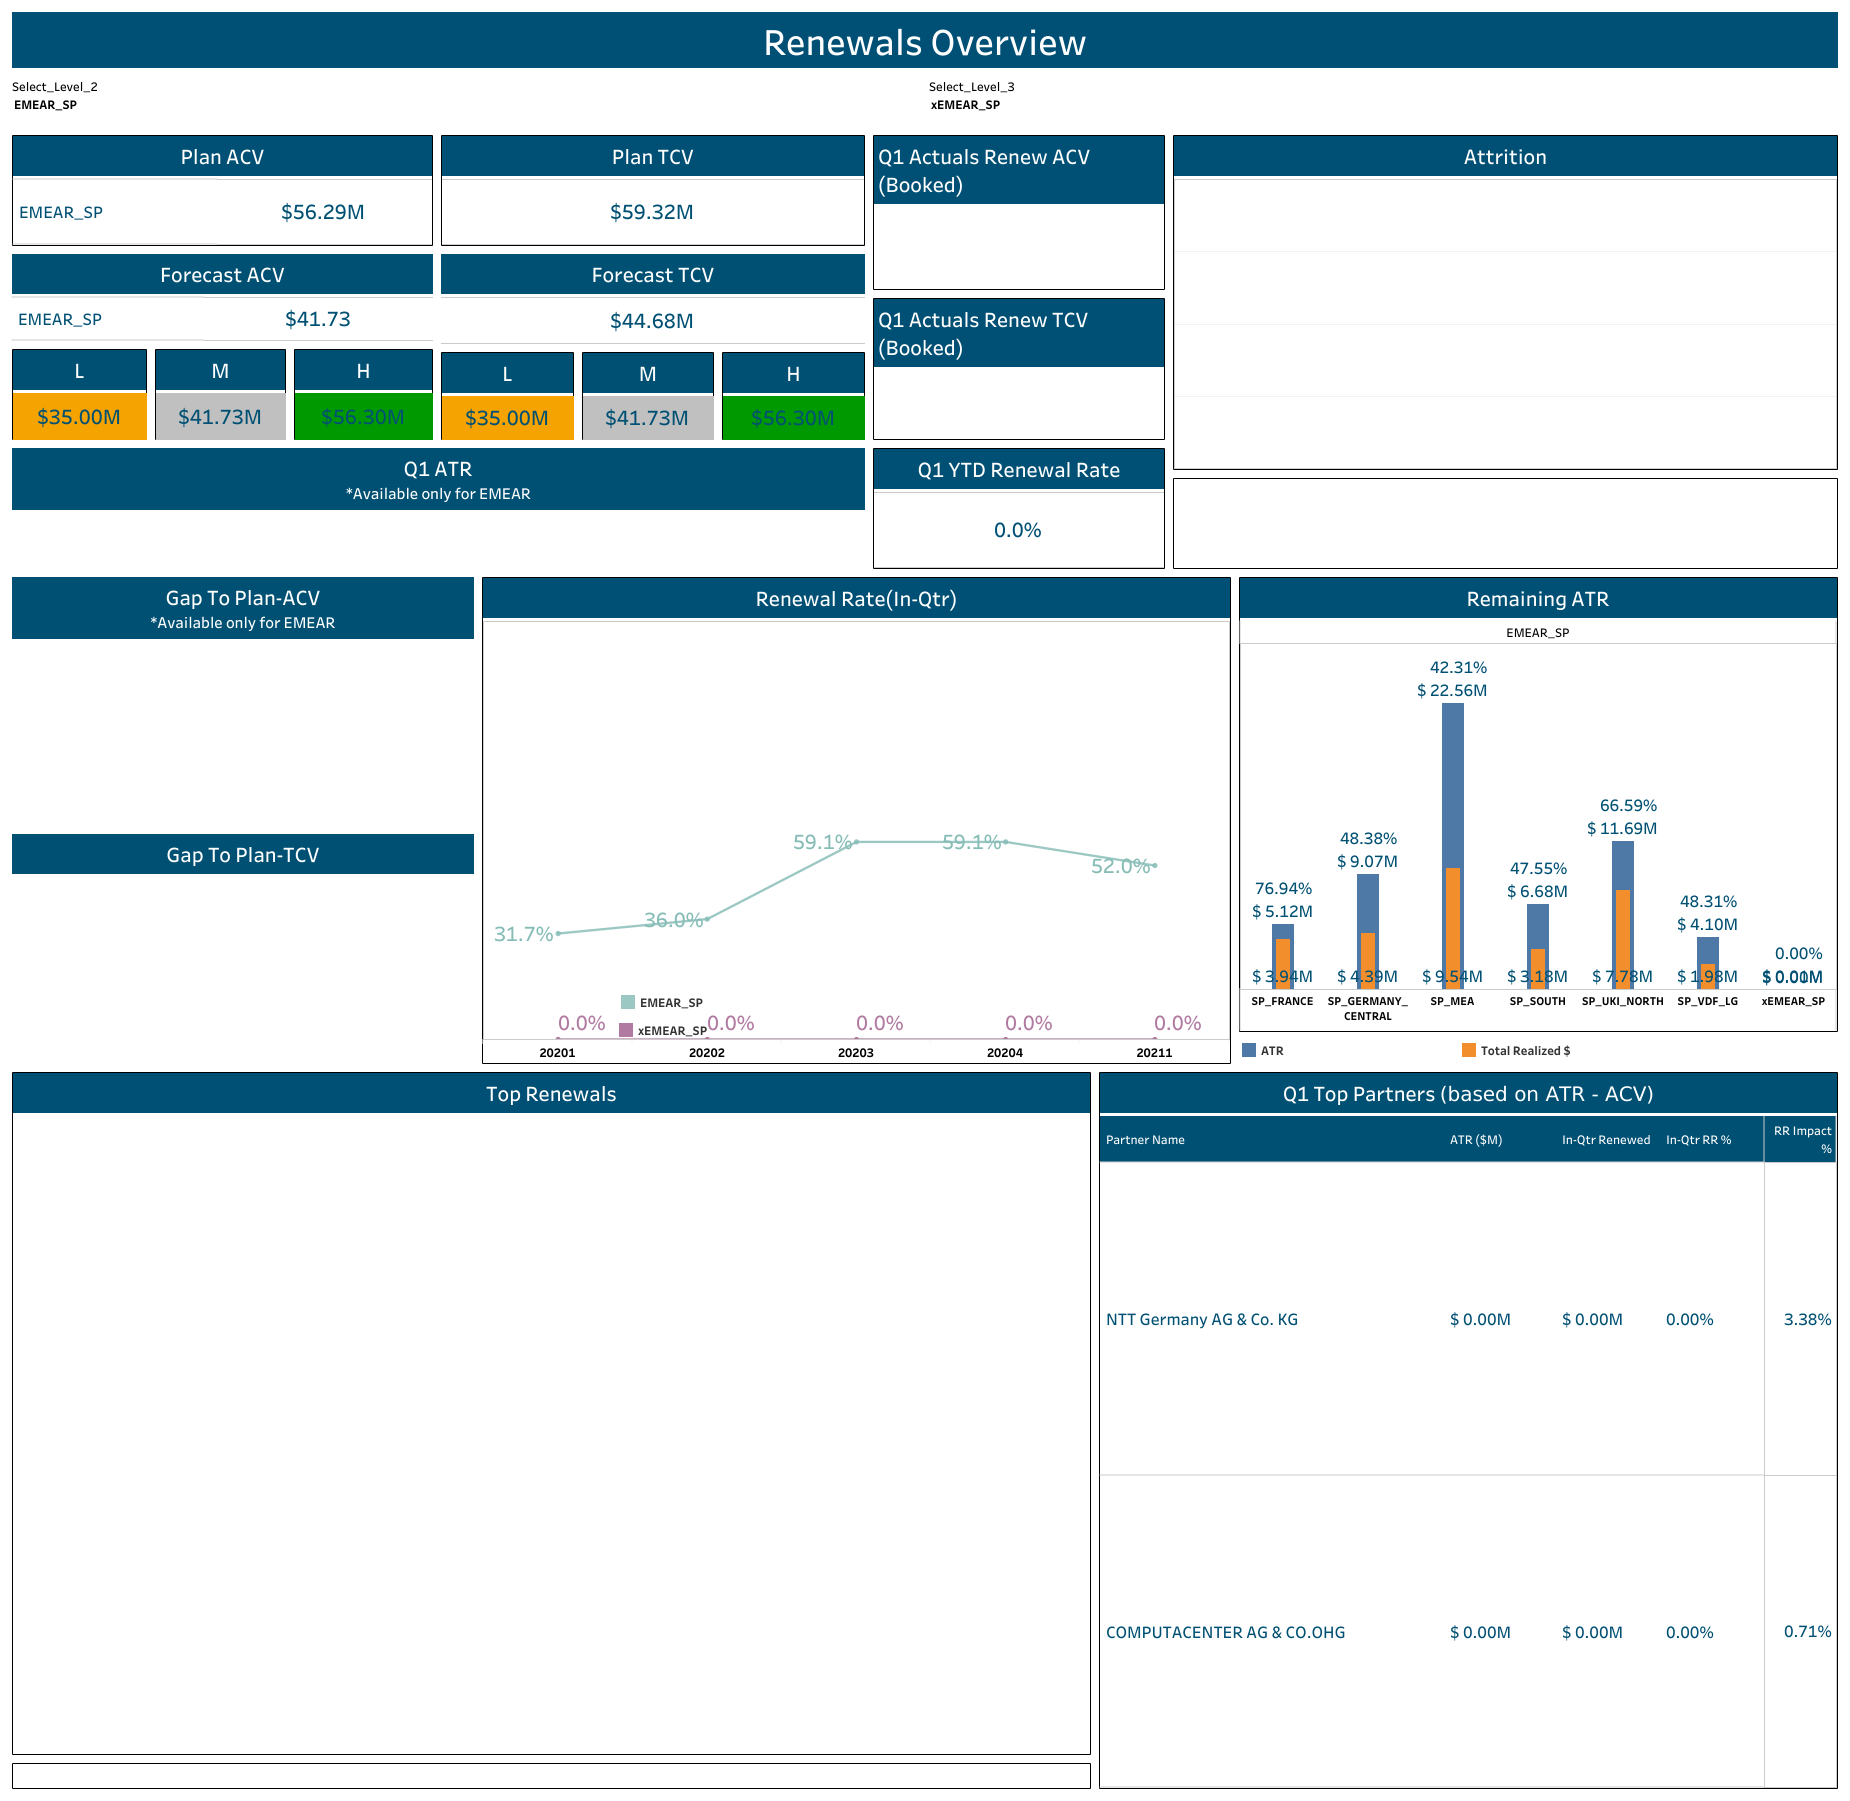 Renewals Overview
Select_Level_2
EMEAR_SP
Select_Level_3
xEMEAR_SP
Plan ACV
EMEAR_SP $56.29M
Plan TCV
$59.32M
Q1 Actuals Renew ACV
(Booked)
Attrition
Forecast ACV
EMEAR_SP $41.73
Forecast TCV
$44.68M
Q1 Actuals Renew TCV
(Booked)
L M H
$35.00M $41.73M $56.30M
L M H
$35.00M $41.73M $56.30M
Q1 ATR
*Available only for EMEAR
Q1 YTD Renewal Rate
0.0%
Gap To Plan-ACV
*Available only for EMEAR
Gap To Plan-TCV
Renewal Rate(In-Qtr)
59.1% 59.1%
52.0%
36.0%
31.7%
EMEAR_SP
xEMEAR_SP
0.0% 0.0% 0.0% 0.0% 0.0%
20201 20202 20203 20204 20211
Remaining ATR
EMEAR_SP
42.31%
$ 22.56M
66.59%
$ 11.69M
48.38%
$ 9.07M
47.55%
$ 6.68M
76.94%
$ 5.12M
48.31%
$ 4.10M
0.00%
$ 3.94M $ 4.39M $ 9.54M $ 3.18M $ 7.78M $ 1.98M
SP_FRANCE SP_GERMANY_ SP_MEA SP_SOUTH SP_UKI_NORTH SP_VDF_LG xEMEAR_SP
CENTRAL
ATR Total Realized $
Top Renewals
Q1 Top Partners (based on ATR - ACV)
Partner Name ATR ($M) In-Qtr Renewed In-Qtr RR % RR Impact
%
NTT Germany AG & Co. KG $ 0.00M $ 0.00M 0.00% 3.38%
COMPUTACENTER AG & CO.OHG $ 0.00M $ 0.00M 0.00% 0.71%